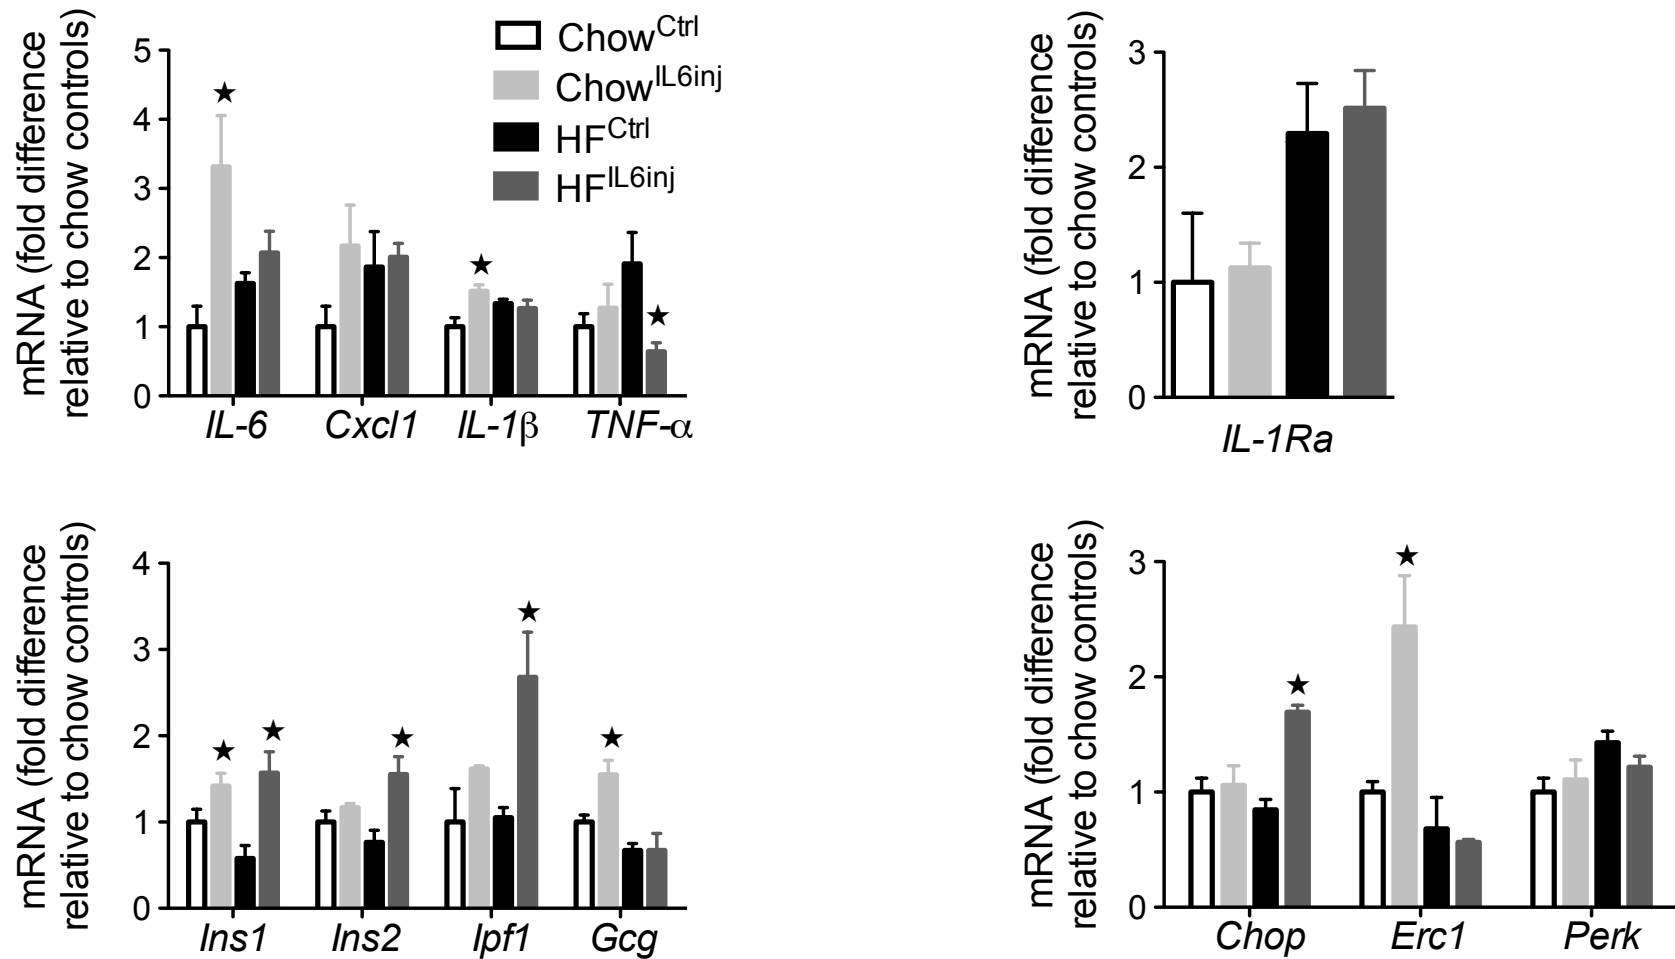 mRNA (fold difference
relative to chow controls)
5
4
3
2
1
0
★
★
★
Chow^Ctrl
Chow^IL6inj
HF^Ctrl
HF^IL6inj
IL-6 Cxcl1 IL-1β TNF-α
mRNA (fold difference
relative to chow controls)
3
2
1
0
IL-1Ra
mRNA (fold difference
relative to chow controls)
4
3
2
1
0
★
★
★
★
★
Ins1 Ins2 Ipf1 Gcg
mRNA (fold difference
relative to chow controls)
3
2
1
0
★
★
Chop Erc1 Perk